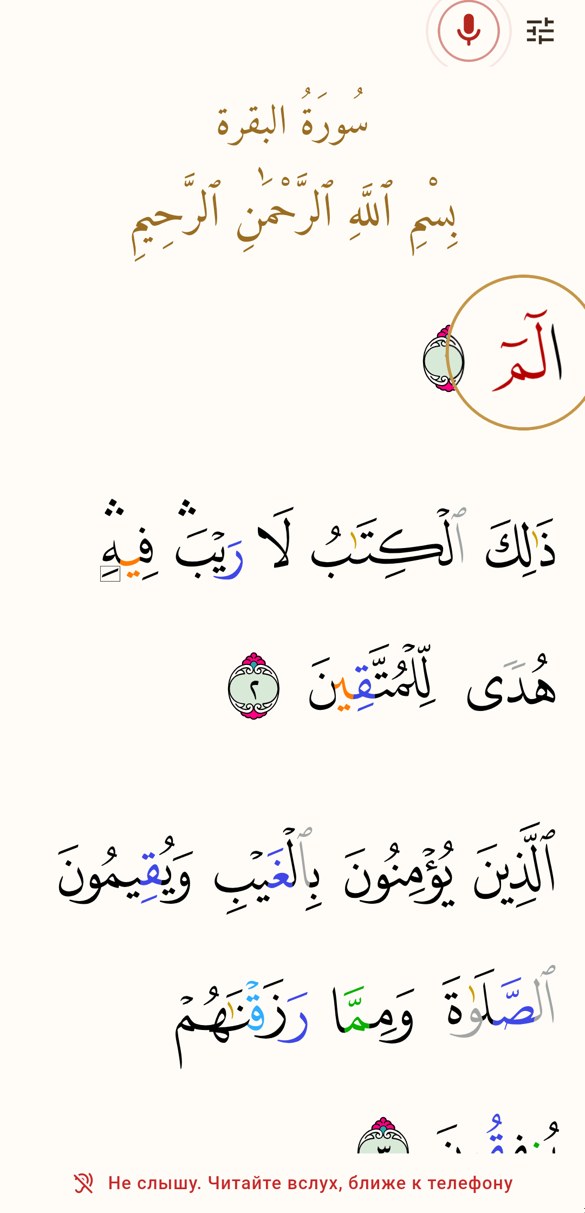 سُورَةُ البقرة
بِسْمِ ٱللَّهِ ٱلرَّحْمَٰنِ ٱلرَّحِيمِ
الٓمٓ
ذَٰلِكَ ٱلْكِتَٰبُ لَا رَيْبَ ۛ فِيهِ ۛ
هُدًى لِّلْمُتَّقِينَ ٢
ٱلَّذِينَ يُؤْمِنُونَ بِٱلْغَيْبِ وَيُقِيمُونَ
ٱلصَّلَوٰةَ وَمِمَّا رَزَقْنَٰهُمْ
Не слышу. Читайте вслух, ближе к телефону